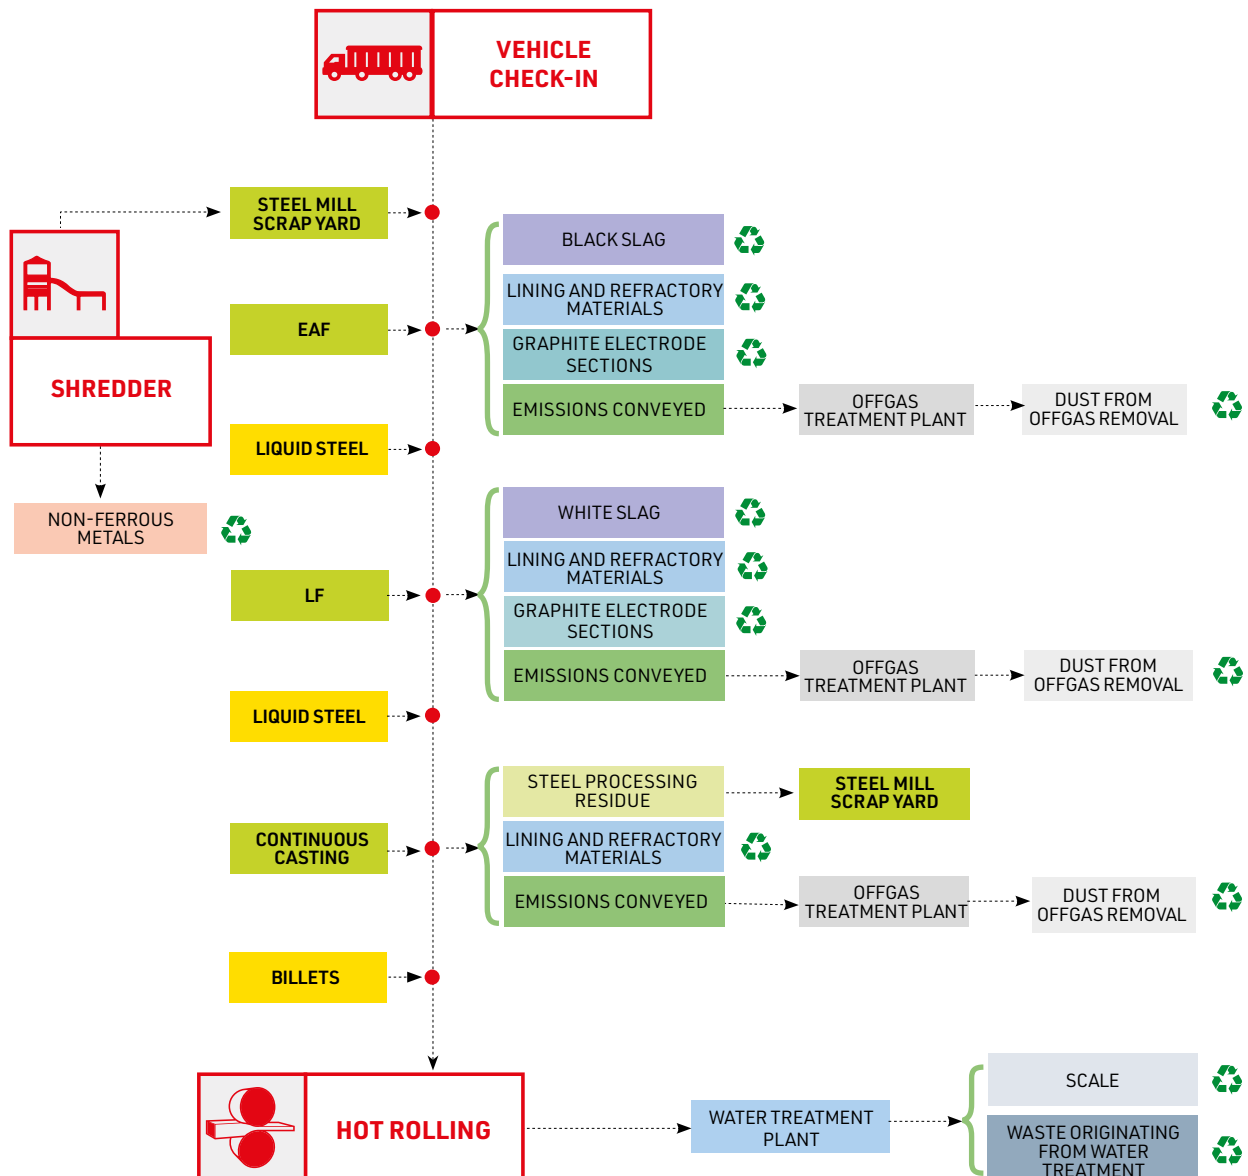 VEHICLE
CHECK-IN
STEEL MILL
SCRAP YARD
BLACK SLAG
LINING AND REFRACTORY
MATERIALS
EAF
GRAPHITE ELECTRODE
SECTIONS
SHREDDER
EMISSIONS CONVEYED
OFFGAS
TREATMENT PLANT
DUST FROM
OFFGAS REMOVAL
LIQUID STEEL
NON-FERROUS
METALS
WHITE SLAG
LINING AND REFRACTORY
MATERIALS
LF
GRAPHITE ELECTRODE
SECTIONS
EMISSIONS CONVEYED
OFFGAS
TREATMENT PLANT
DUST FROM
OFFGAS REMOVAL
LIQUID STEEL
STEEL PROCESSING
RESIDUE
STEEL MILL
SCRAP YARD
CONTINUOUS
CASTING
LINING AND REFRACTORY
MATERIALS
EMISSIONS CONVEYED
OFFGAS
TREATMENT PLANT
DUST FROM
OFFGAS REMOVAL
BILLETS
HOT ROLLING
WATER TREATMENT
PLANT
SCALE
WASTE ORIGINATING
FROM WATER
TREATMENT